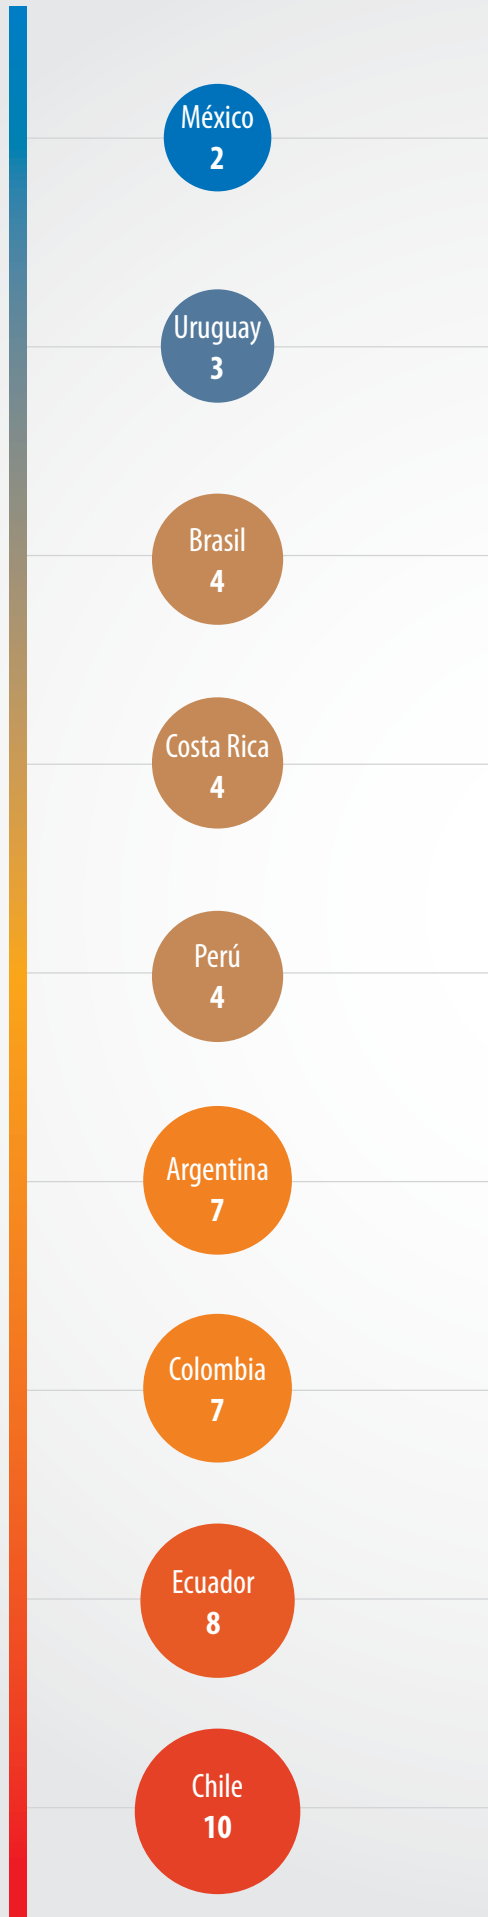 México
2
Uruguay
3
Brasil
4
Costa Rica
4
Perú
4
Argentina
7
Colombia
7
Ecuador
8
Chile
10